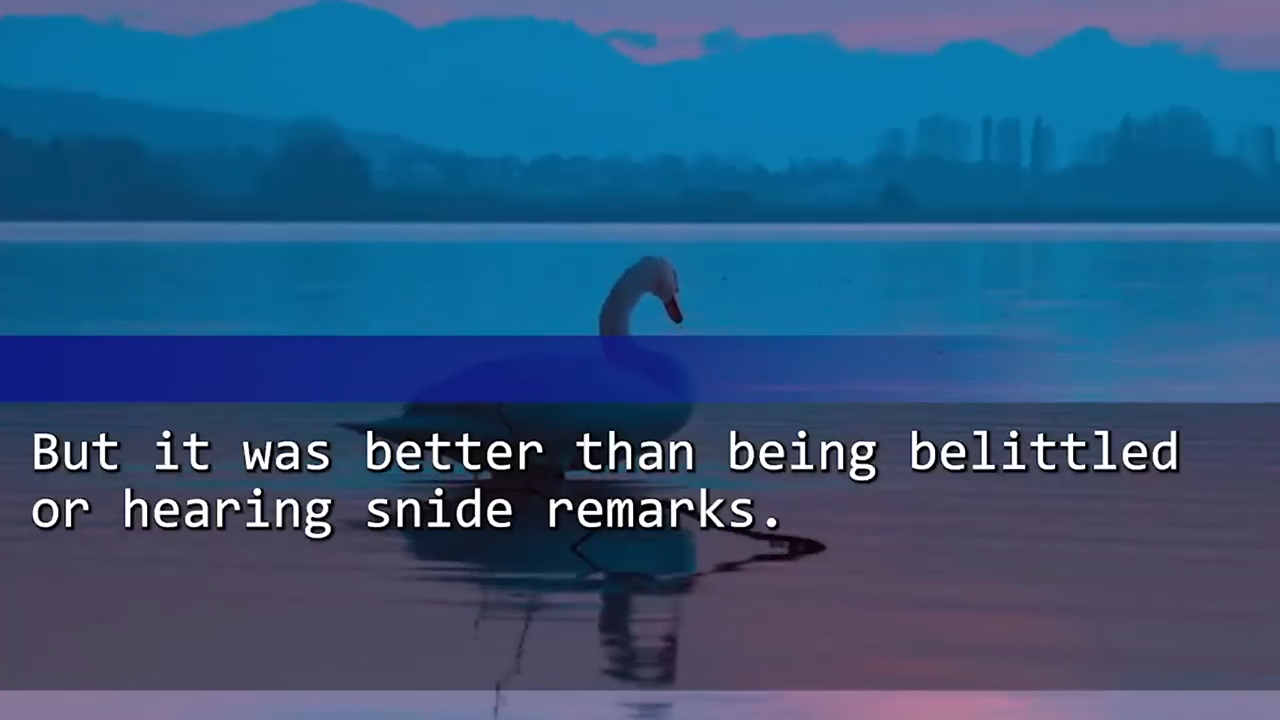 But it was better than being belittled
or hearing snide remarks.